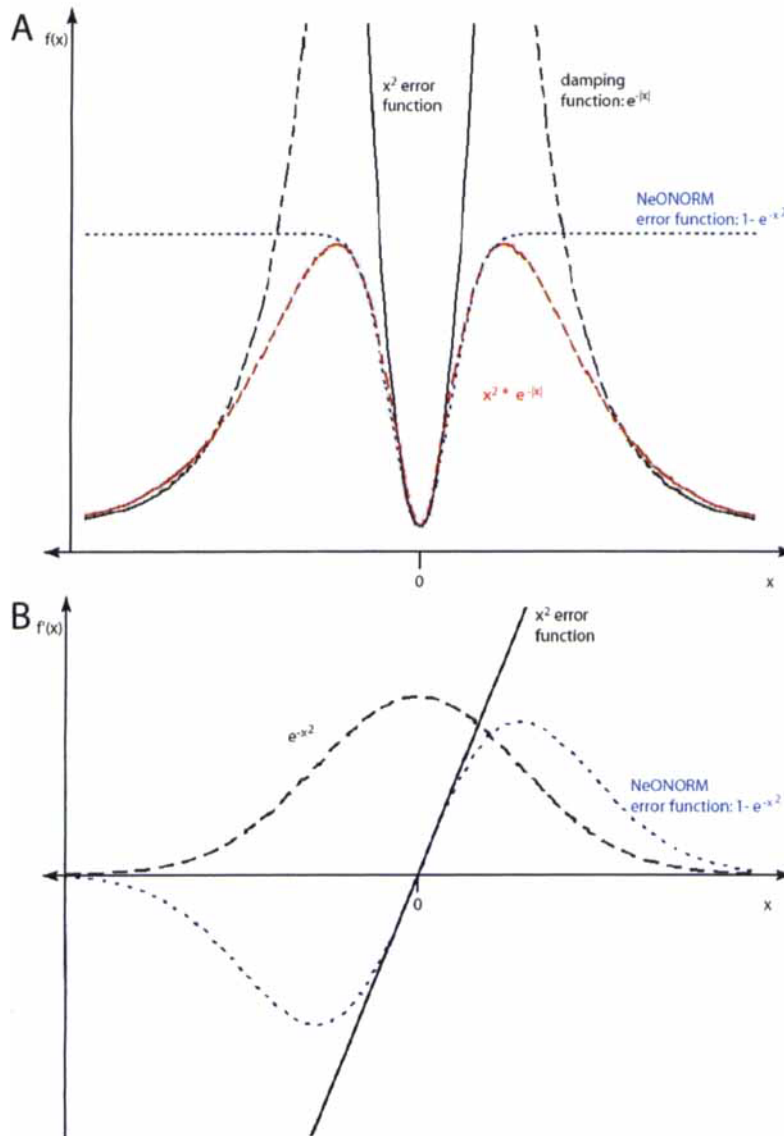 A
f(x)
x² error
function
damping
function: e^-|x|
NeONORM
error function: 1- e^-x²
x² * e^-|x|
0
x
B
f'(x)
x² error
function
e^-x²
NeONORM
error function: 1- e^-x²
0
x